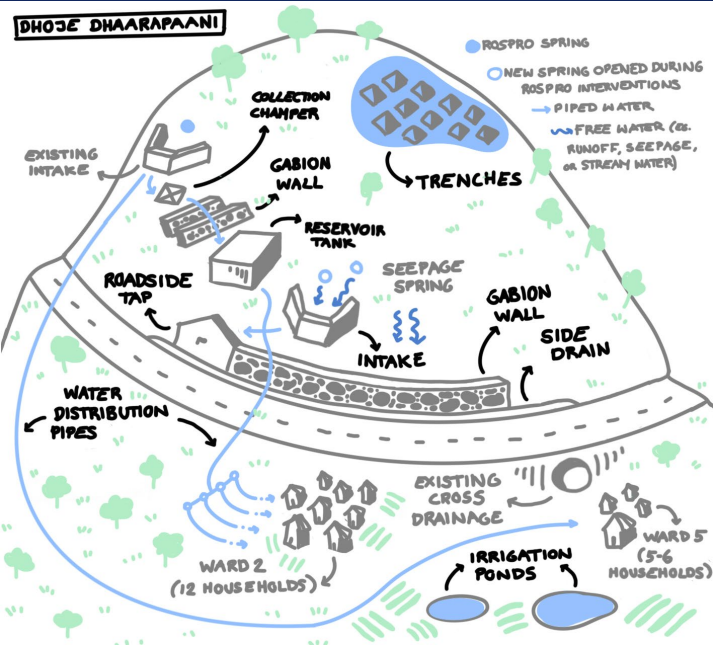 DHOJE DHAARAPAANI
ROSPRO SPRING
NEW SPRING OPENED DURING
ROSPRO INTERVENTIONS
PIPED WATER
FREE WATER (EG.
RUNOFF, SEEPAGE,
OR STREAM WATER)
COLLECTION
CHAMPER
EXISTING
INTAKE
GABION
WALL
TRENCHES
RESERVOIR
TANK
ROADSIDE
TAP
SEEPAGE
SPRING
GABION
WALL
SIDE
DRAIN
INTAKE
WATER
DISTRIBUTION
PIPES
EXISTING
CROSS
DRAINAGE
WARD 2
(12 HOUSEHOLDS)
WARD 5
(5-6
HOUSEHOLDS)
IRRIGATION
PONDS